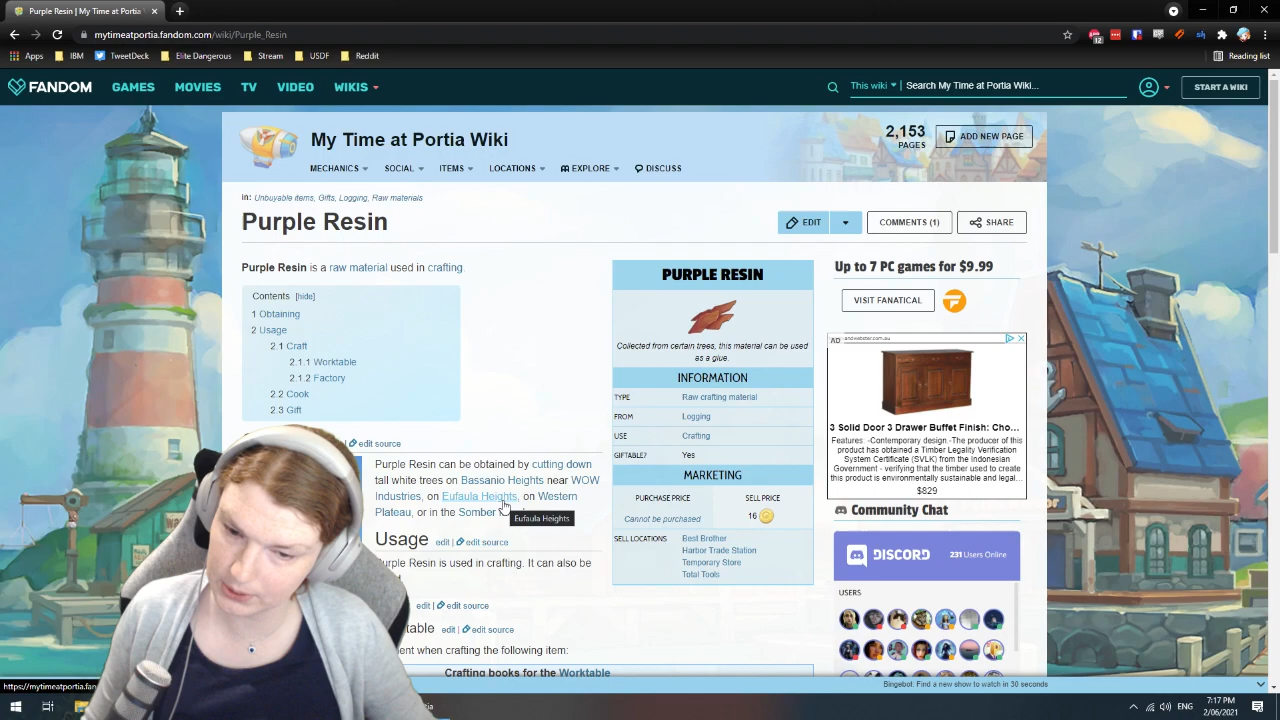 Purple Resin | My Time at Portia W
mytimeatportia.fandom.com/wiki/Purple_Resin
12
Apps IBM TweetDeck Elite Dangerous Stream USDF Reddit Reading list
FANDOM GAMES MOVIES TV VIDEO WIKIS This wiki Search My Time at Portia Wiki... START A WIKI
My Time at Portia Wiki
2,153
PAGES
ADD NEW PAGE
MECHANICS SOCIAL ITEMS LOCATIONS EXPLORE DISCUSS
in: Unbuyable items, Gifts, Logging, Raw materials
Purple Resin
EDIT COMMENTS (1) SHARE
Purple Resin is a raw material used in crafting.
Contents [hide]
1 Obtaining
2 Usage
2.1 Craft
2.1.1 Worktable
2.1.2 Factory
2.2 Cook
2.3 Gift
edit source
Purple Resin can be obtained by cutting down
tall white trees on Bassanio Heights near WOW
Industries, on Eufaula Heights, on Western
Plateau, or in the Somber
Eufaula Heights
Usage edit | edit source
Purple Resin is used in crafting. It can also be
edit | edit source
table edit | edit source
ent when crafting the following item:
Crafting books for the Worktable
PURPLE RESIN
Collected from certain trees, this material can be used
as a glue.
INFORMATION
TYPE Raw crafting material
FROM Logging
USE Crafting
GIFTABLE? Yes
MARKETING
PURCHASE PRICE SELL PRICE
Cannot be purchased 16
SELL LOCATIONS Best Brother
Harbor Trade Station
Temporary Store
Total Tools
Up to 7 PC games for $9.99
VISIT FANATICAL
AD andwebster.com.au
3 Solid Door 3 Drawer Buffet Finish: Cho...
Features: -Contemporary design.-The producer of this
product has obtained a Timber Legality Verification
System Certificate (SVLK) from the Indonesian
Government - verifying that the timber used to create
this product is environmentally sustainable and legal...
$829
Community Chat
DISCORD 231 Users Online
USERS
https://mytimeatportia.fan
Bingebot: Find a new show to watch in 30 seconds
rtia
ENG
7:17 PM
2/06/2021